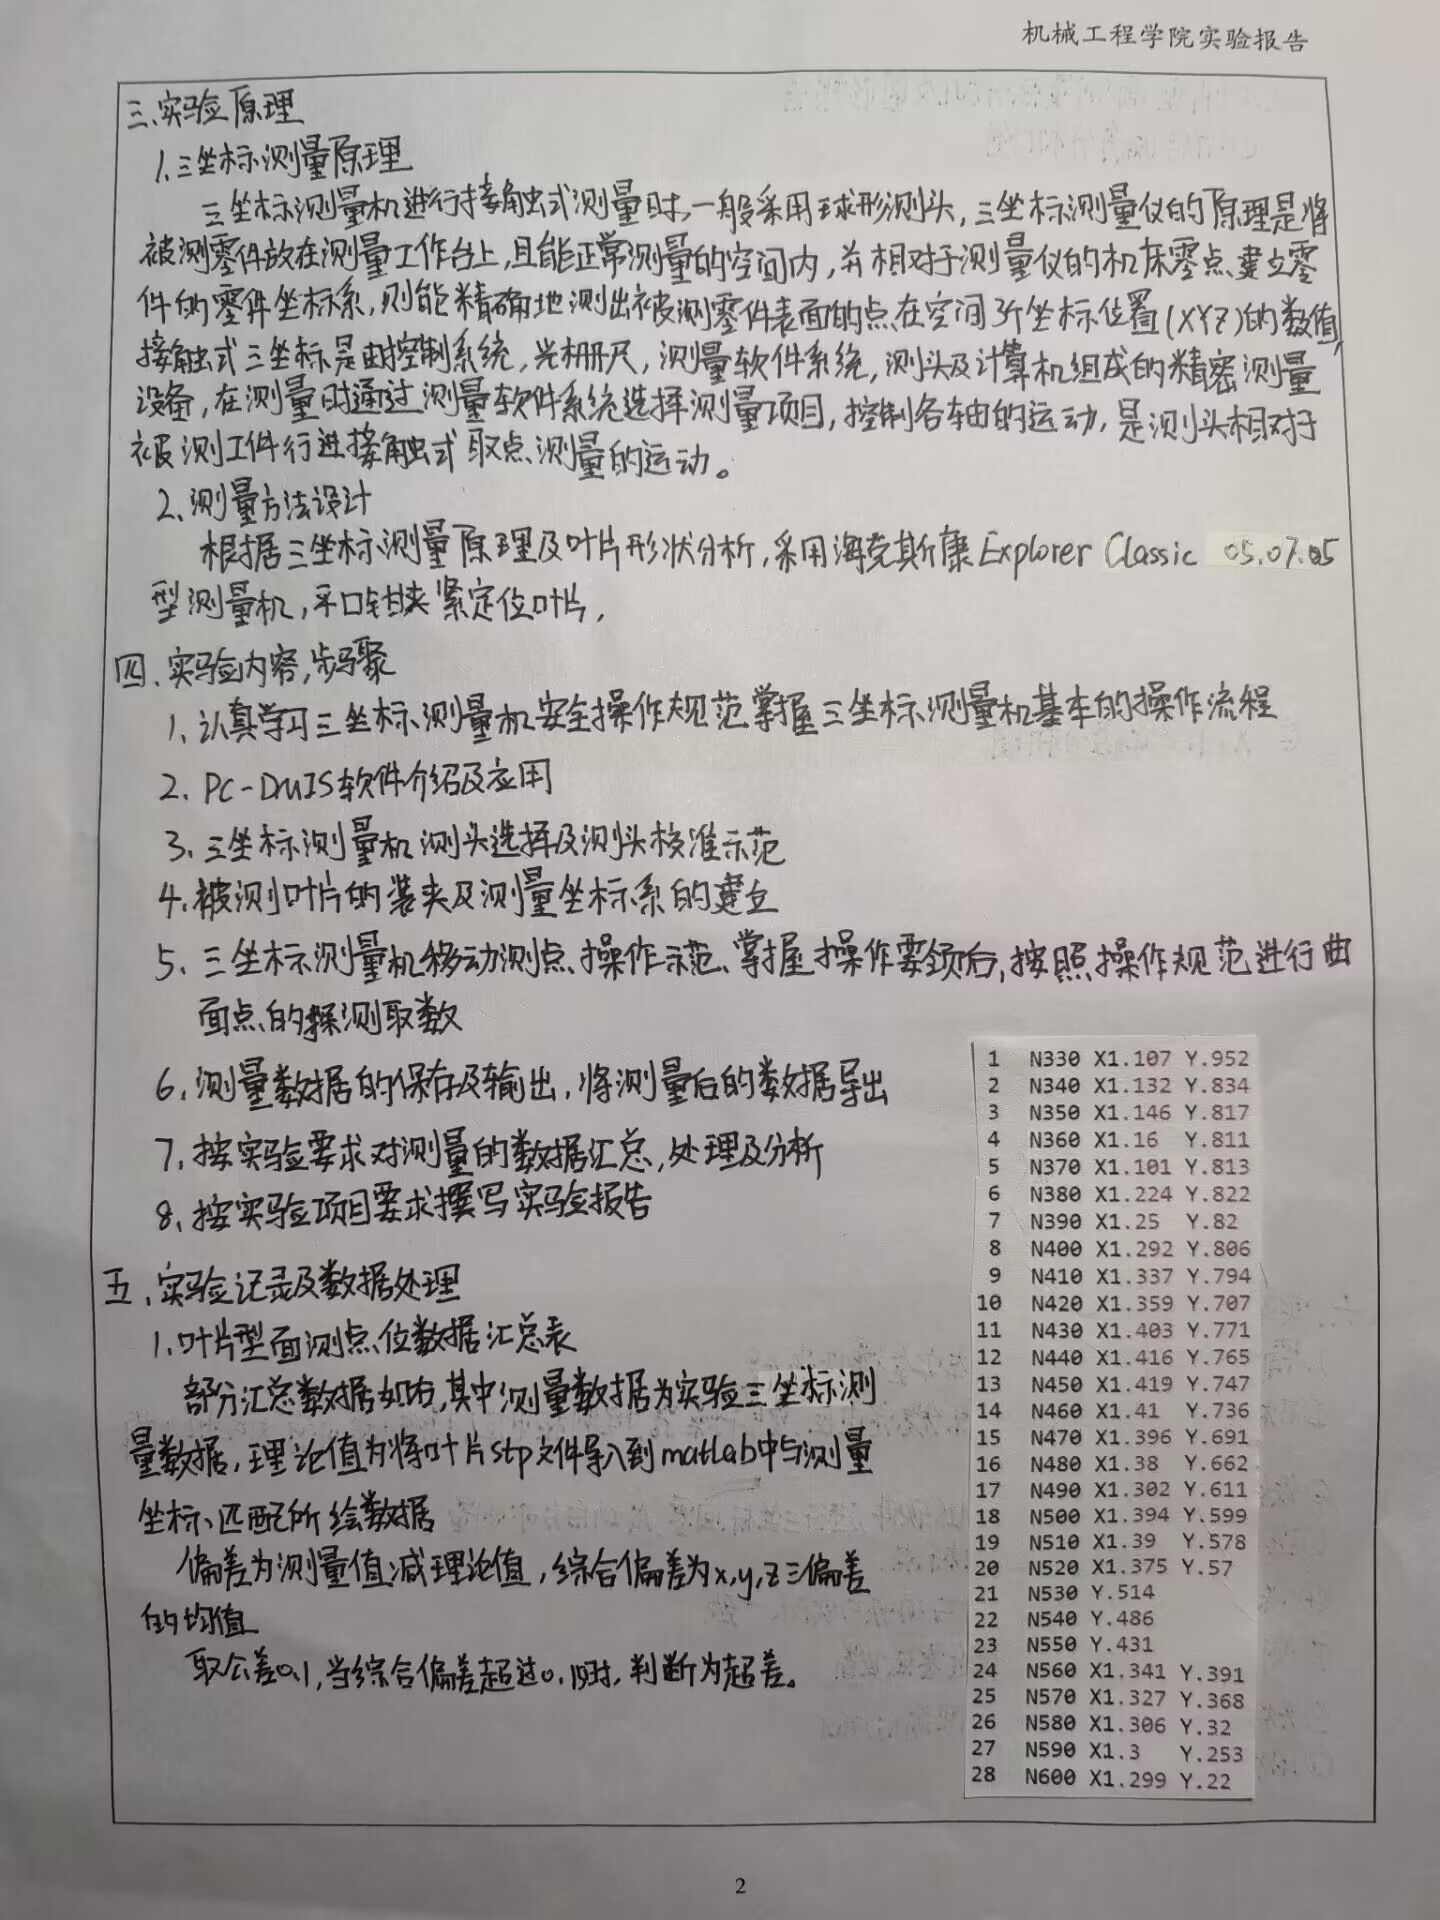 机械工程学院实验报告
三.实验原理
1.三坐标测量原理
三坐标测量机进行接触式测量时,一般采用球形测头,三坐标测量仪的原理是将
被测零件放在测量工作台上,且能正常测量的空间内,并相对于测量仪的机床零点建立零
件的零件坐标系,则能精确地测出被测零件表面的点在空间3个坐标位置(XYZ)的数值,
接触式三坐标是由控制系统,光栅尺,测量软件系统,测头及计算机组成的精密测量
设备,在测量时通过测量软件系统选择测量项目,控制各轴的运动,是测头相对于
被测工件行进接触式取点测量的运动。
2.测量方法设计
根据三坐标测量原理及叶片形状分析,采用海克斯康Explorer Classic 05.07.05
型测量机,平口钳夹紧定位叶片,
四.实验内容,步骤
1.认真学习三坐标测量机安全操作规范掌握三坐标测量机基本的操作流程
2.PC-DMIS软件介绍及应用
3.三坐标测量机测头选择及测头校准示范
4.被测叶片的装夹及测量坐标系的建立
5.三坐标测量机移动测点操作示范、掌握操作要领后,按照操作规范进行曲
面点的探测取数
6.测量数据的保存及输出,将测量后的数据导出
7.按实验要求对测量的数据汇总,处理及分析
8.按实验项目要求撰写实验报告
五.实验记录及数据处理
1.叶片型面测点位数据汇总表
部分汇总数据如右,其中测量数据为实验三坐标测
量数据,理论值为将叶片stp文件导入到matlab中与测量
坐标匹配所绘数据
偏差为测量值减理论值,综合偏差为x,y,z三偏差
的均值
取公差0.1,当综合偏差超过0.1时,判断为超差。
1 N330 X1.107 Y.952
2 N340 X1.132 Y.834
3 N350 X1.146 Y.817
4 N360 X1.16 Y.811
5 N370 X1.101 Y.813
6 N380 X1.224 Y.822
7 N390 X1.25 Y.82
8 N400 X1.292 Y.806
9 N410 X1.337 Y.794
10 N420 X1.359 Y.707
11 N430 X1.403 Y.771
12 N440 X1.416 Y.765
13 N450 X1.419 Y.747
14 N460 X1.41 Y.736
15 N470 X1.396 Y.691
16 N480 X1.38 Y.662
17 N490 X1.302 Y.611
18 N500 X1.394 Y.599
19 N510 X1.39 Y.578
20 N520 X1.375 Y.57
21 N530 Y.514
22 N540 Y.486
23 N550 Y.431
24 N560 X1.341 Y.391
25 N570 X1.327 Y.368
26 N580 X1.306 Y.32
27 N590 X1.3 Y.253
28 N600 X1.299 Y.22
2